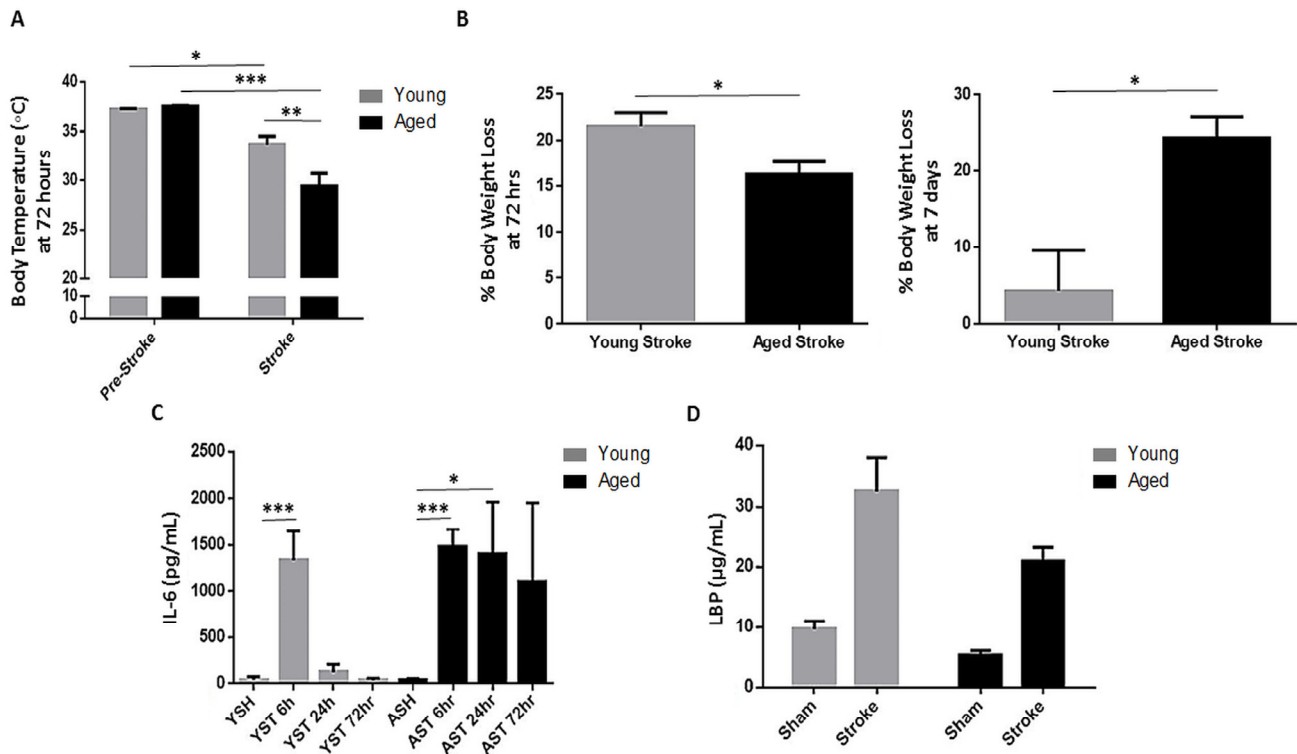 A
Body Temperature (◦C)
at 72 hours
40
35
30
25
20
10
0
*
***
**
Pre-Stroke
Stroke
Young
Aged
B
% Body Weight Loss
at 72 hrs
25
20
15
10
5
0
*
Young Stroke
Aged Stroke
% Body Weight Loss
at 7 days
30
20
10
0
*
Young Stroke
Aged Stroke
C
IL-6 (pg/mL)
2500
2000
1500
1000
500
0
***
***
*
YSH
YST 6h
YST 24h
YST 72hr
ASH
AST 6hr
AST 24hr
AST 72hr
Young
Aged
D
LBP (µg/mL)
40
30
20
10
0
Sham
Stroke
Sham
Stroke
Young
Aged